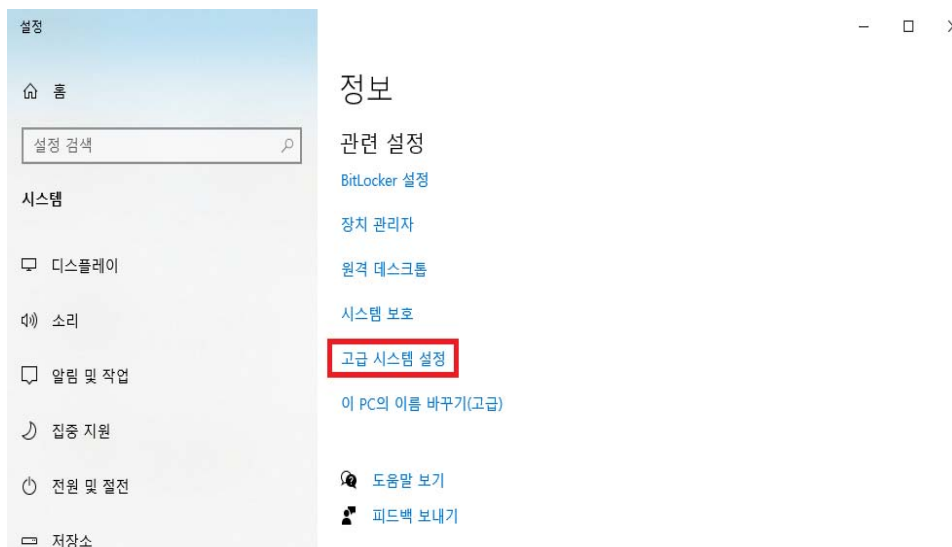 설정
홈
설정 검색
시스템
디스플레이
소리
알림 및 작업
집중 지원
전원 및 절전
저장소
정보
관련 설정
BitLocker 설정
장치 관리자
원격 데스크톱
시스템 보호
고급 시스템 설정
이 PC의 이름 바꾸기(고급)
도움말 보기
피드백 보내기